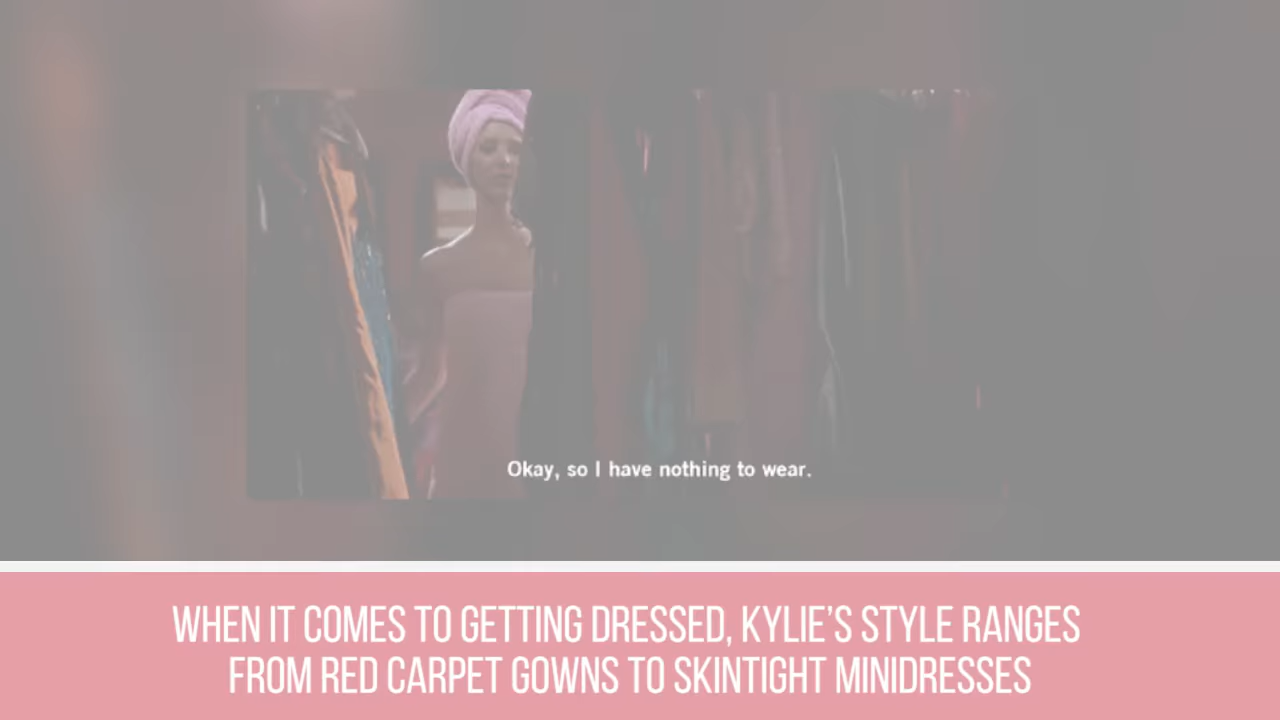 Okay, so I have nothing to wear.
WHEN IT COMES TO GETTING DRESSED, KYLIE'S STYLE RANGES
FROM RED CARPET GOWNS TO SKINTIGHT MINIDRESSES